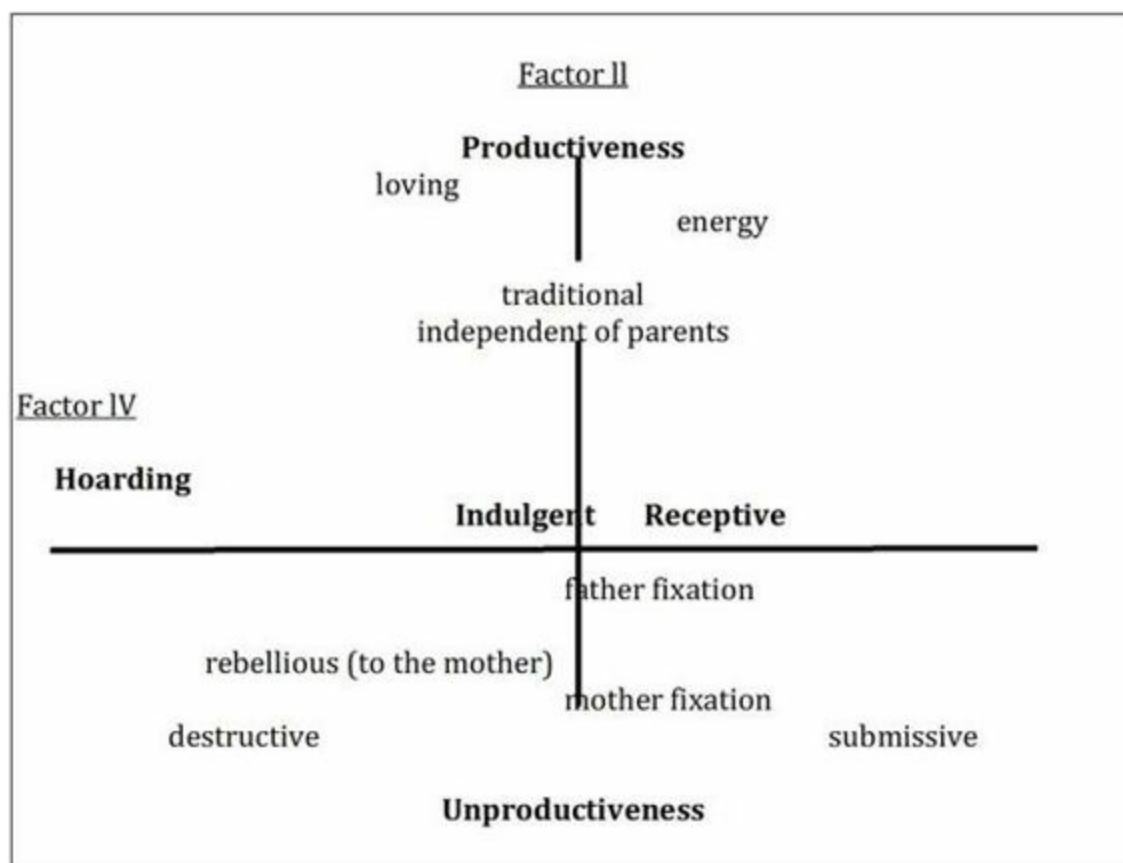 Factor ll
Productiveness
loving
energy
traditional
independent of parents
Factor lV
Hoarding
Indulgent Receptive
father fixation
rebellious (to the mother)
mother fixation
destructive submissive
Unproductiveness